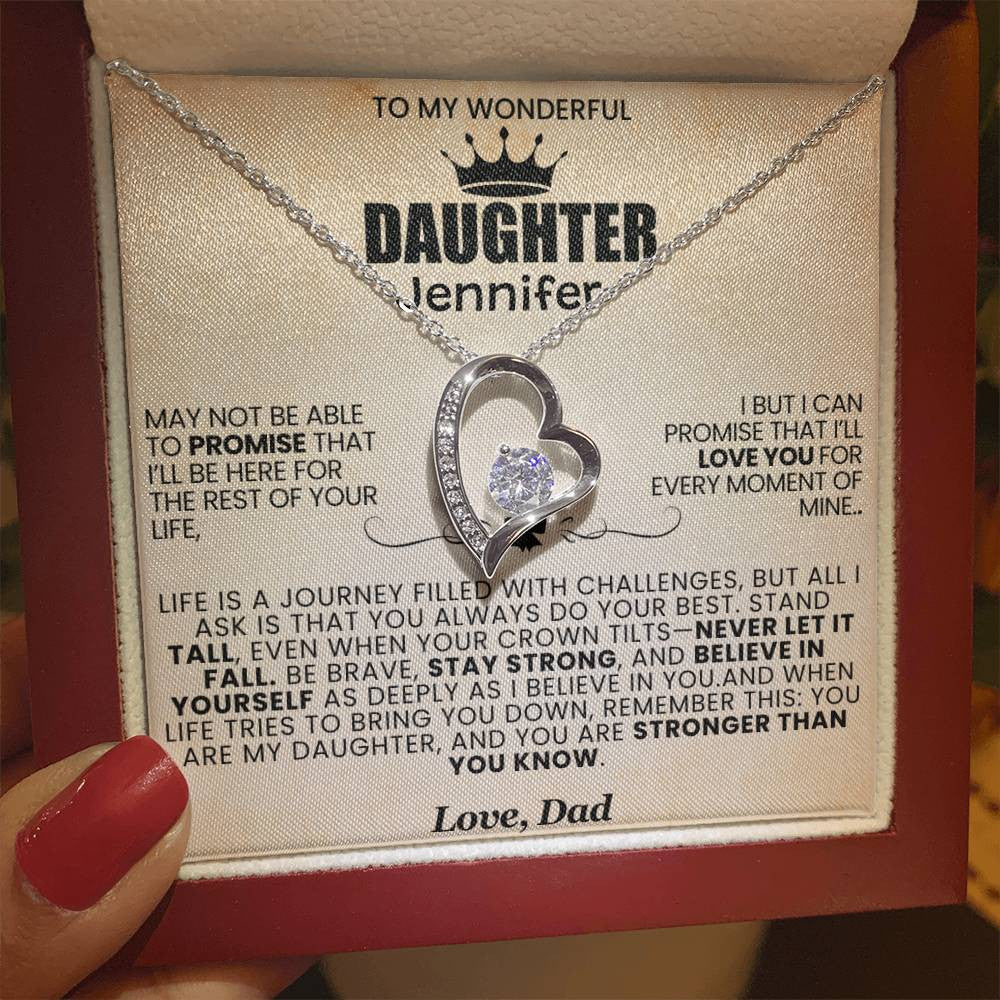 TO MY WONDERFUL
DAUGHTER
Jennifer
MAY NOT BE ABLE
TO PROMISE THAT
I'LL BE HERE FOR
THE REST OF YOUR
LIFE,
I BUT I CAN
PROMISE THAT I'LL
LOVE YOU FOR
EVERY MOMENT OF
MINE..
LIFE IS A JOURNEY FILLED WITH CHALLENGES, BUT ALL I
ASK IS THAT YOU ALWAYS DO YOUR BEST. STAND
TALL, EVEN WHEN YOUR CROWN TILTS—NEVER LET IT
FALL. BE BRAVE, STAY STRONG, AND BELIEVE IN
YOURSELF AS DEEPLY AS I BELIEVE IN YOU.AND WHEN
LIFE TRIES TO BRING YOU DOWN, REMEMBER THIS: YOU
ARE MY DAUGHTER, AND YOU ARE STRONGER THAN
YOU KNOW.
Love, Dad